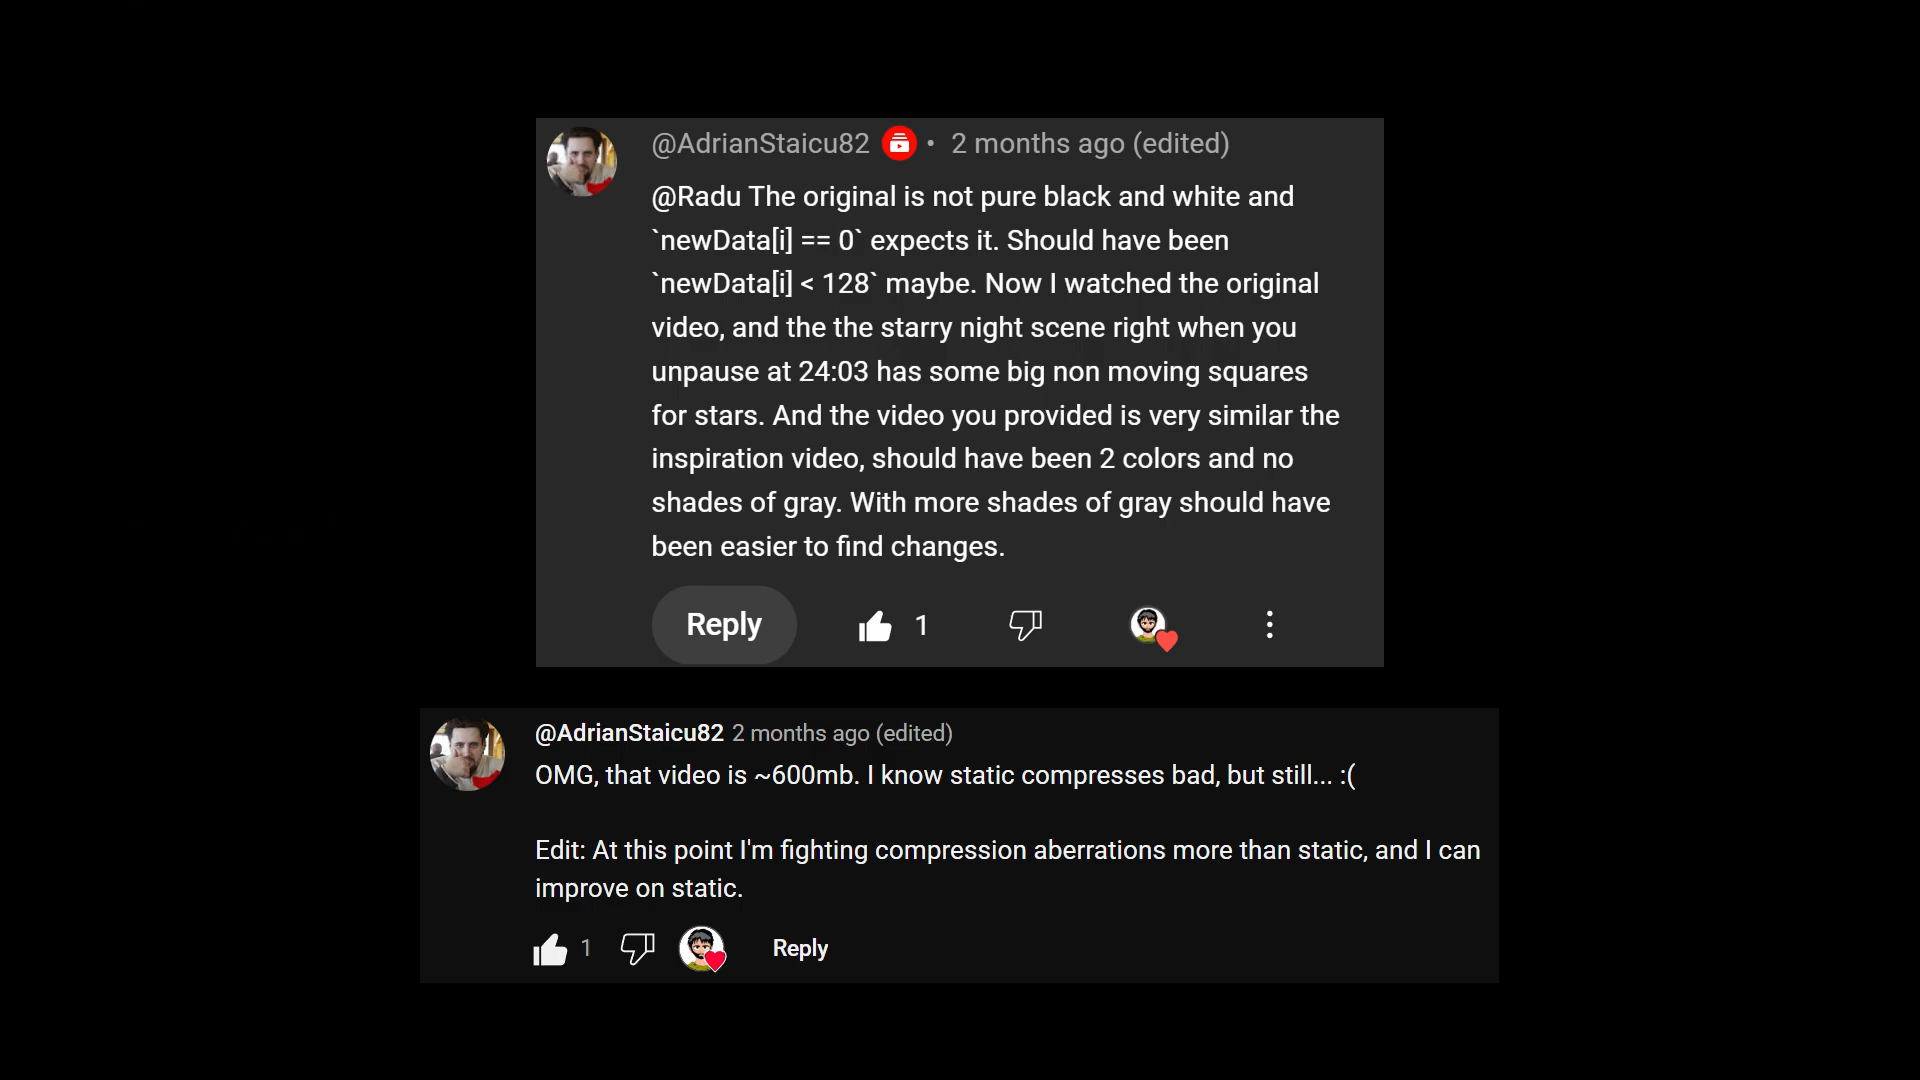 @AdrianStaicu82 • 2 months ago (edited)
@Radu The original is not pure black and white and
`newData[i] == 0` expects it. Should have been
`newData[i] < 128` maybe. Now I watched the original
video, and the the starry night scene right when you
unpause at 24:03 has some big non moving squares
for stars. And the video you provided is very similar the
inspiration video, should have been 2 colors and no
shades of gray. With more shades of gray should have
been easier to find changes.
Reply 1
@AdrianStaicu82 2 months ago (edited)
OMG, that video is ~600mb. I know static compresses bad, but still... :(
Edit: At this point I'm fighting compression aberrations more than static, and I can
improve on static.
1 Reply